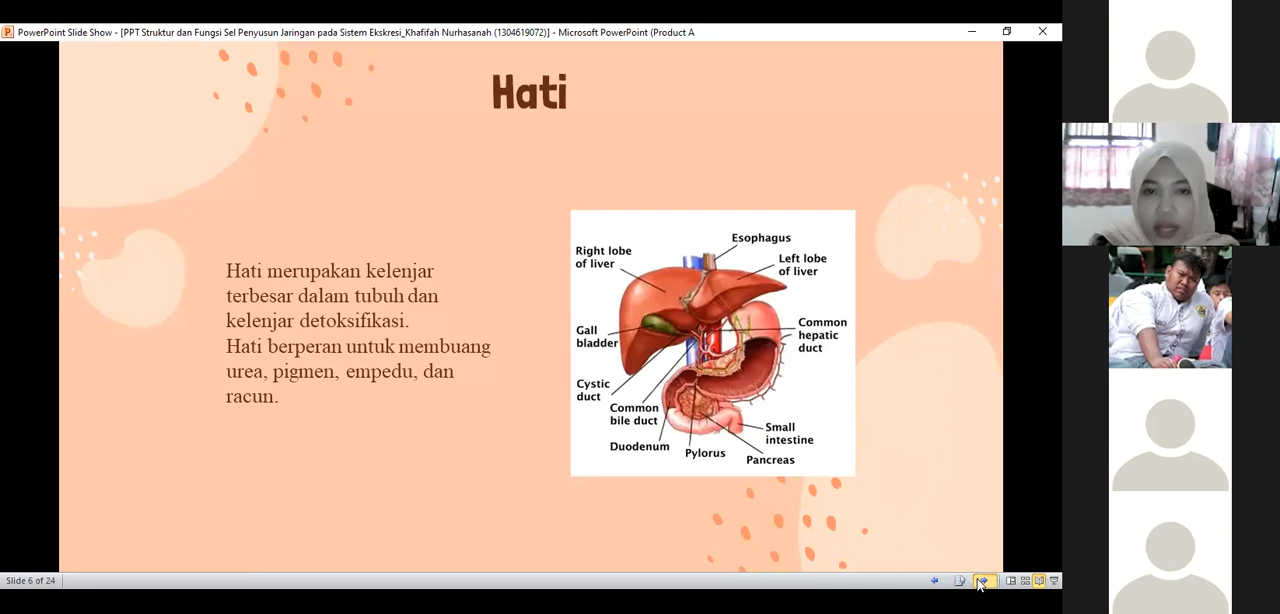 PowerPoint Slide Show - [PPT Struktur dan Fungsi Sel Penyusun Jaringan pada Sistem Ekskresi_Khafifah Nurhasanah (1304619072)] - Microsoft PowerPoint (Product A
Hati
Hati merupakan kelenjar
terbesar dalam tubuh dan
kelenjar detoksifikasi.
Hati berperan untuk membuang
urea, pigmen, empedu, dan
racun.
Esophagus
Right lobe
of liver
Left lobe
of liver
Gall
bladder
Common
hepatic
duct
Cystic
duct
Common
bile duct
Small
intestine
Duodenum
Pylorus
Pancreas
Slide 6 of 24